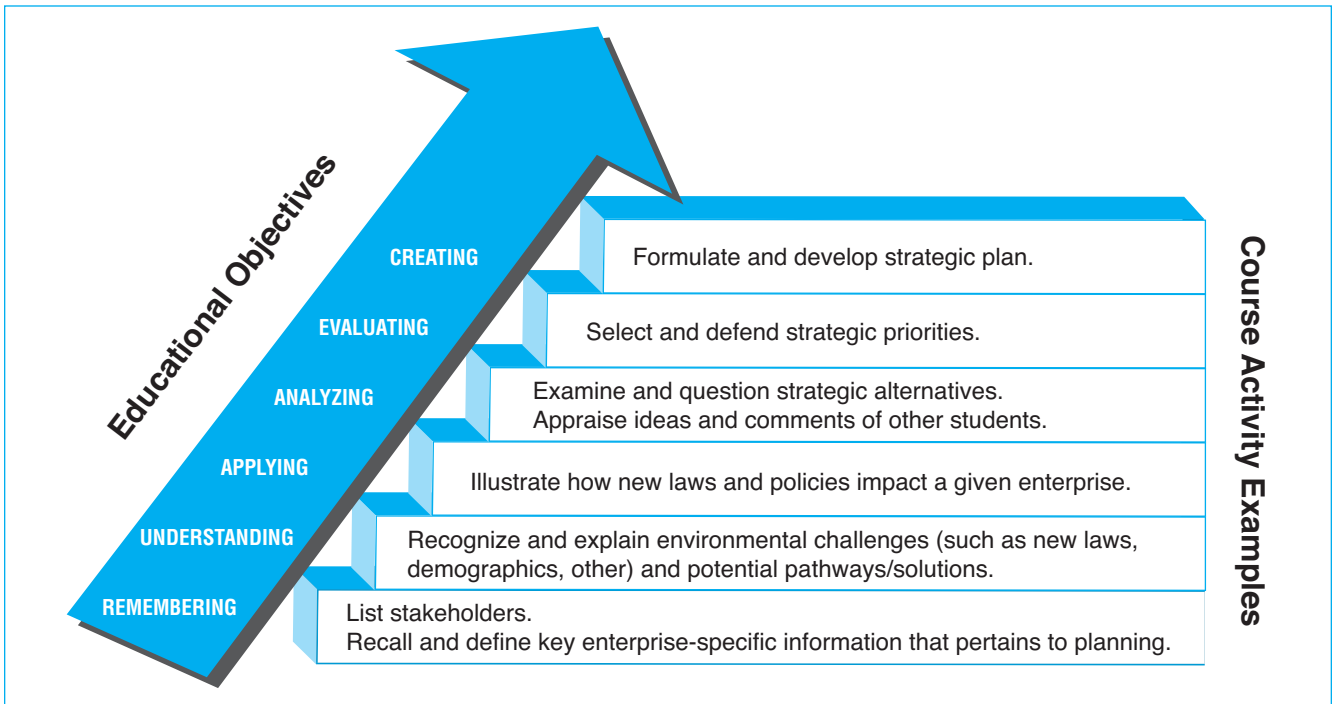 Educational Objectives
CREATING
Formulate and develop strategic plan.
EVALUATING
Select and defend strategic priorities.
ANALYZING
Examine and question strategic alternatives.
Appraise ideas and comments of other students.
APPLYING
Illustrate how new laws and policies impact a given enterprise.
UNDERSTANDING
Recognize and explain environmental challenges (such as new laws,
demographics, other) and potential pathways/solutions.
REMEMBERING
List stakeholders.
Recall and define key enterprise-specific information that pertains to planning.
Course Activity Examples